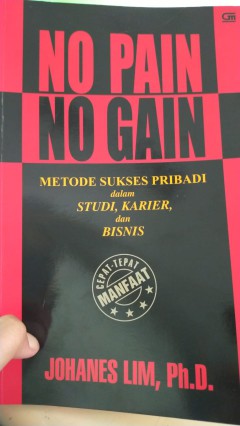 NO PAIN
NO GAIN
METODE SUKSES PRIBADI
dalam
STUDI, KARIER,
dan
BISNIS
CEPAT-TEPAT
MANFAAT
JOHANES LIM, Ph.D.